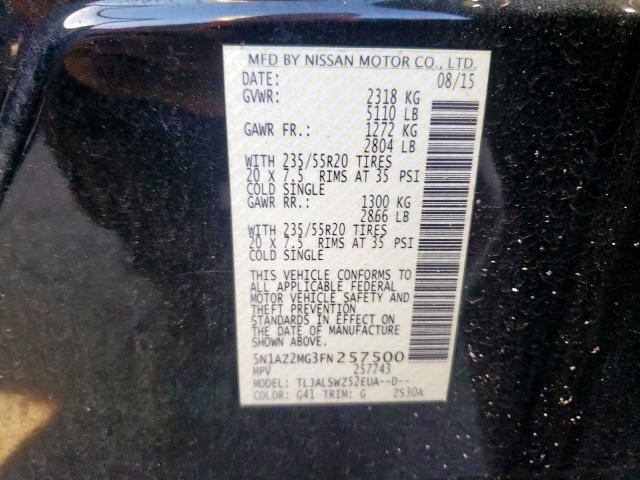 MFD BY NISSAN MOTOR CO., LTD.
DATE: 08/15
GVWR: 2318 KG
5110 LB
GAWR FR.: 1272 KG
2804 LB
WITH 235/55R20 TIRES
20 X 7.5 RIMS AT 35 PSI
COLD SINGLE
GAWR RR.: 1300 KG
2866 LB
WITH 235/55R20 TIRES
20 X 7.5 RIMS AT 35 PSI
COLD SINGLE
THIS VEHICLE CONFORMS TO
ALL APPLICABLE FEDERAL
MOTOR VEHICLE SAFETY AND
THEFT PREVENTION
STANDARDS IN EFFECT ON
THE DATE OF MANUFACTURE
SHOWN ABOVE.
5N1AZ2MG3FN257500
MPV 257743
MODEL: TLJALSWZ52EUA--D--
COLOR: G41 TRIM: G 2S30A